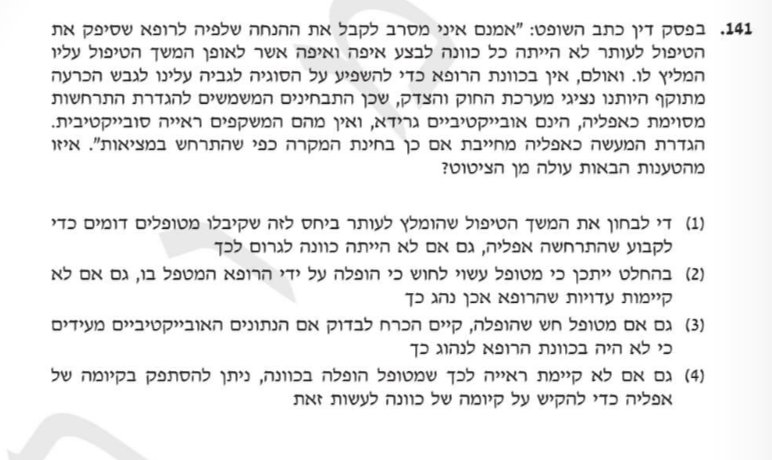 141. בפסק דין כתב השופט: "אמנם איני מסרב לקבל את ההנחה שלפיה לרופא שסיפק את
הטיפול לעותר לא הייתה כל כוונה לבצע איפה ואיפה אשר לאופן המשך הטיפול עליו
המליץ לו. ואולם, אין בכוונת הרופא כדי להשפיע על הסוגיה לגביה עלינו לגבש הכרעה
מתוקף היותנו נציגי מערכת החוק והצדק, שכן התבחינים המשמשים להגדרת התרחשות
מסוימת כאפליה, הינם אובייקטיביים גרידא, ואין מהם המשקפים ראייה סובייקטיבית.
הגדרת המעשה כאפליה מחייבת אם כן בחינת המקרה כפי שהתרחש במציאות". איזו
מהטענות הבאות עולה מן הציטוט?
(1) די לבחון את המשך הטיפול שהומלץ לעותר ביחס לזה שקיבלו מטופלים דומים כדי
לקבוע שהתרחשה אפליה, גם אם לא הייתה כוונה לגרום לכך
(2) בהחלט ייתכן כי מטופל עשוי לחוש כי הופלה על ידי הרופא המטפל בו, גם אם לא
קיימות עדויות שהרופא אכן נהג כך
(3) גם אם מטופל חש שהופלה, קיים הכרח לבדוק אם הנתונים האובייקטיביים מעידים
כי לא היה בכוונת הרופא לנהוג כך
(4) גם אם לא קיימת ראייה לכך שמטופל הופלה בכוונה, ניתן להסתפק בקיומה של
אפליה כדי להקיש על קיומה של כוונה לעשות זאת